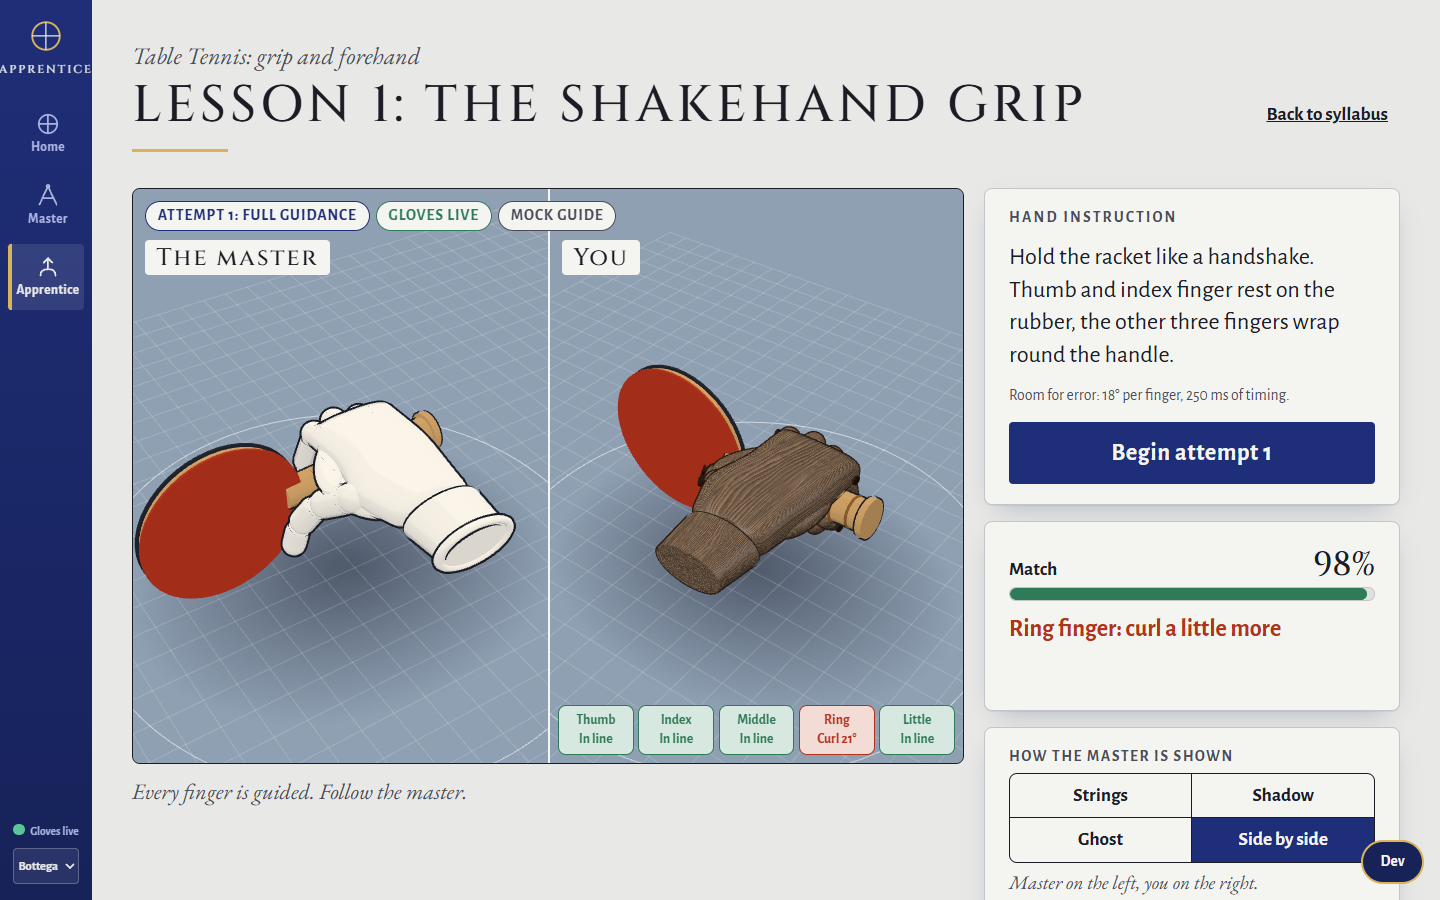 APPRENTICE
Home
Master
Apprentice
Gloves live
Bottega
Table Tennis: grip and forehand
LESSON 1: THE SHAKEHAND GRIP
Back to syllabus
ATTEMPT 1: FULL GUIDANCE
GLOVES LIVE
MOCK GUIDE
The master
You
Thumb
In line
Index
In line
Middle
In line
Ring
Curl 21°
Little
In line
Every finger is guided. Follow the master.
HAND INSTRUCTION
Hold the racket like a handshake.
Thumb and index finger rest on the
rubber, the other three fingers wrap
round the handle.
Room for error: 18° per finger, 250 ms of timing.
Begin attempt 1
Match
98%
Ring finger: curl a little more
HOW THE MASTER IS SHOWN
Strings
Shadow
Ghost
Side by side
Master on the left, you on the right.
Dev